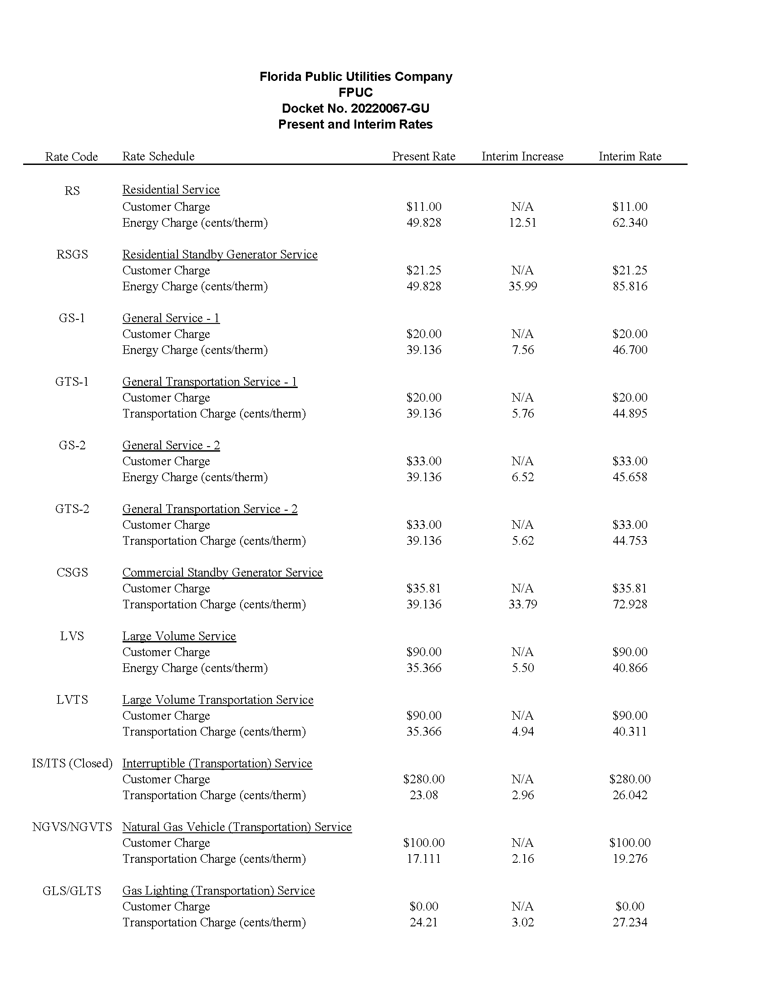 Florida Public Utilities Company
FPUC
Docket No. 20220067-GU
Present and Interim Rates
Rate Code Rate Schedule Present Rate Interim Increase Interim Rate
RS Residential Service
Customer Charge $11.00 N/A $11.00
Energy Charge (cents/therm) 49.828 12.51 62.340
RSGS Residential Standby Generator Service
Customer Charge $21.25 N/A $21.25
Energy Charge (cents/therm) 49.828 35.99 85.816
GS-1 General Service - 1
Customer Charge $20.00 N/A $20.00
Energy Charge (cents/therm) 39.136 7.56 46.700
GTS-1 General Transportation Service - 1
Customer Charge $20.00 N/A $20.00
Transportation Charge (cents/therm) 39.136 5.76 44.895
GS-2 General Service - 2
Customer Charge $33.00 N/A $33.00
Energy Charge (cents/therm) 39.136 6.52 45.658
GTS-2 General Transportation Service - 2
Customer Charge $33.00 N/A $33.00
Transportation Charge (cents/therm) 39.136 5.62 44.753
CSGS Commercial Standby Generator Service
Customer Charge $35.81 N/A $35.81
Transportation Charge (cents/therm) 39.136 33.79 72.928
LVS Large Volume Service
Customer Charge $90.00 N/A $90.00
Energy Charge (cents/therm) 35.366 5.50 40.866
LVTS Large Volume Transportation Service
Customer Charge $90.00 N/A $90.00
Transportation Charge (cents/therm) 35.366 4.94 40.311
IS/ITS (Closed) Interruptible (Transportation) Service
Customer Charge $280.00 N/A $280.00
Transportation Charge (cents/therm) 23.08 2.96 26.042
NGVS/NGVTS Natural Gas Vehicle (Transportation) Service
Customer Charge $100.00 N/A $100.00
Transportation Charge (cents/therm) 17.111 2.16 19.276
GLS/GLTS Gas Lighting (Transportation) Service
Customer Charge $0.00 N/A $0.00
Transportation Charge (cents/therm) 24.21 3.02 27.234